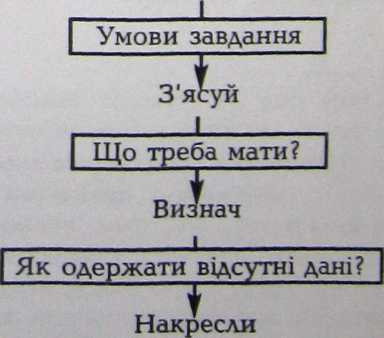 Умови завдання
З'ясуй
Що треба мати?
Визнач
Як одержати відсутні дані?
Накресли